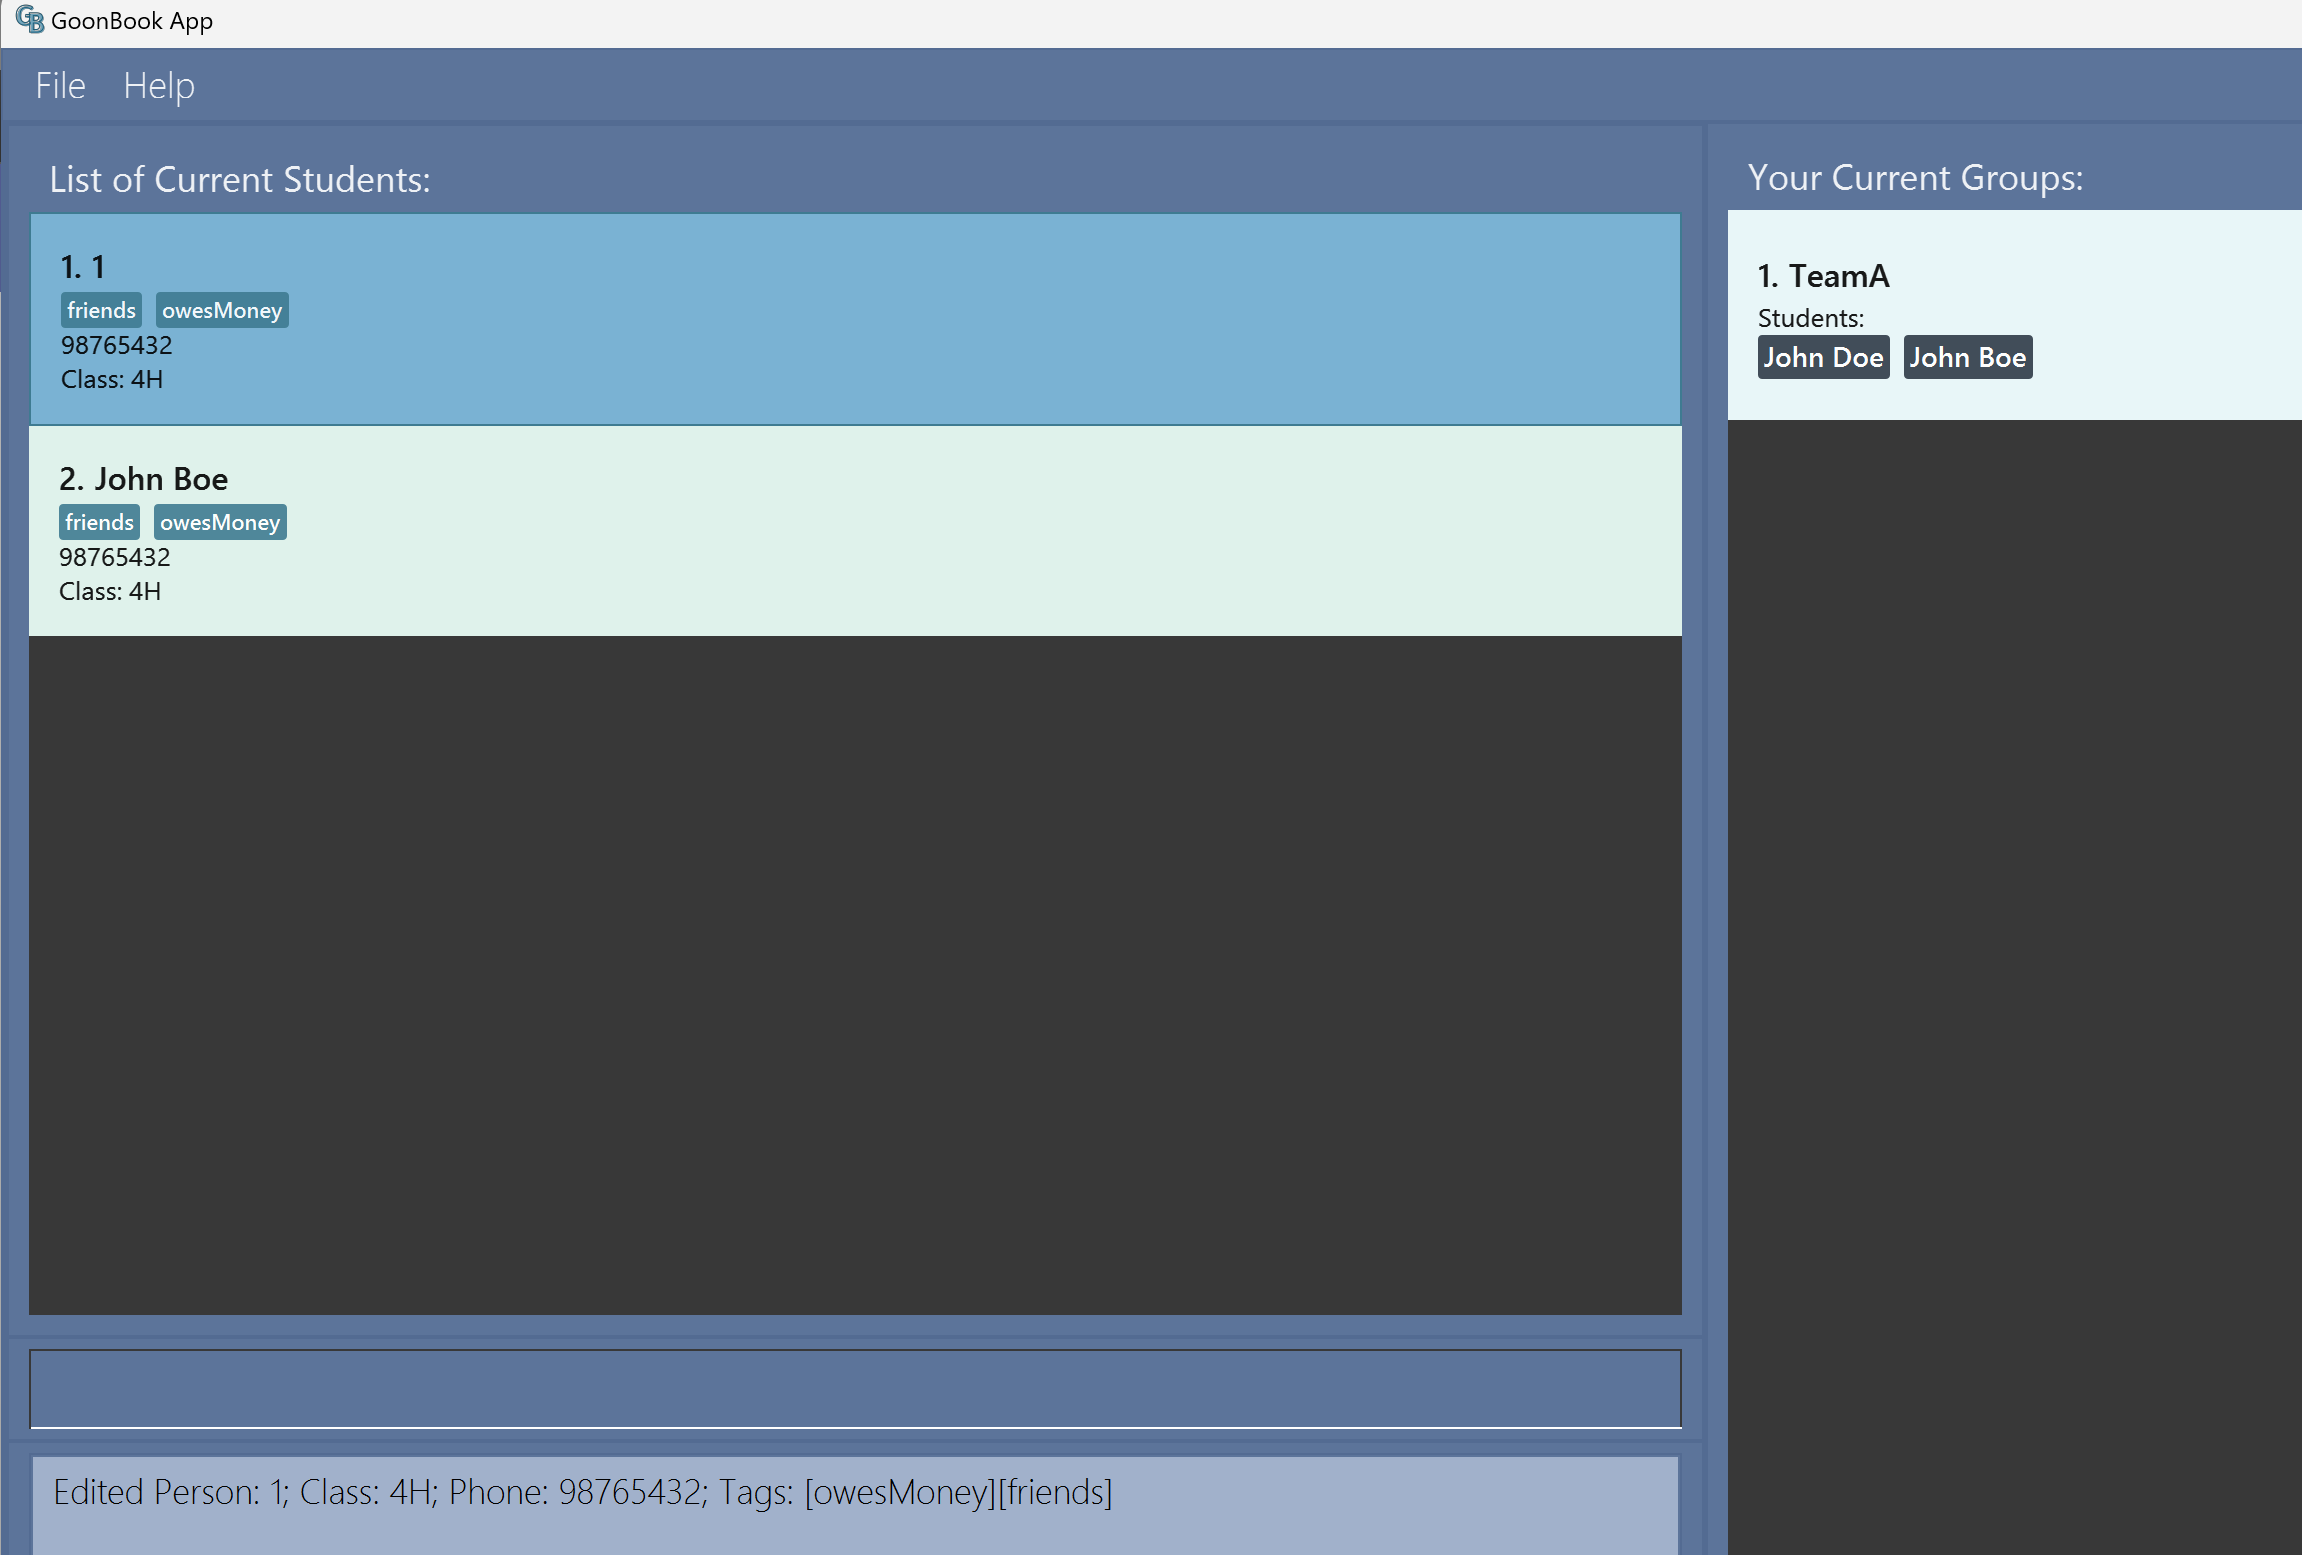 GB GoonBook App
File Help
List of Current Students:
1. 1
friends owesMoney
98765432
Class: 4H
2. John Boe
friends owesMoney
98765432
Class: 4H
Your Current Groups:
1. TeamA
Students:
John Doe John Boe
Edited Person: 1; Class: 4H; Phone: 98765432; Tags: [owesMoney][friends]